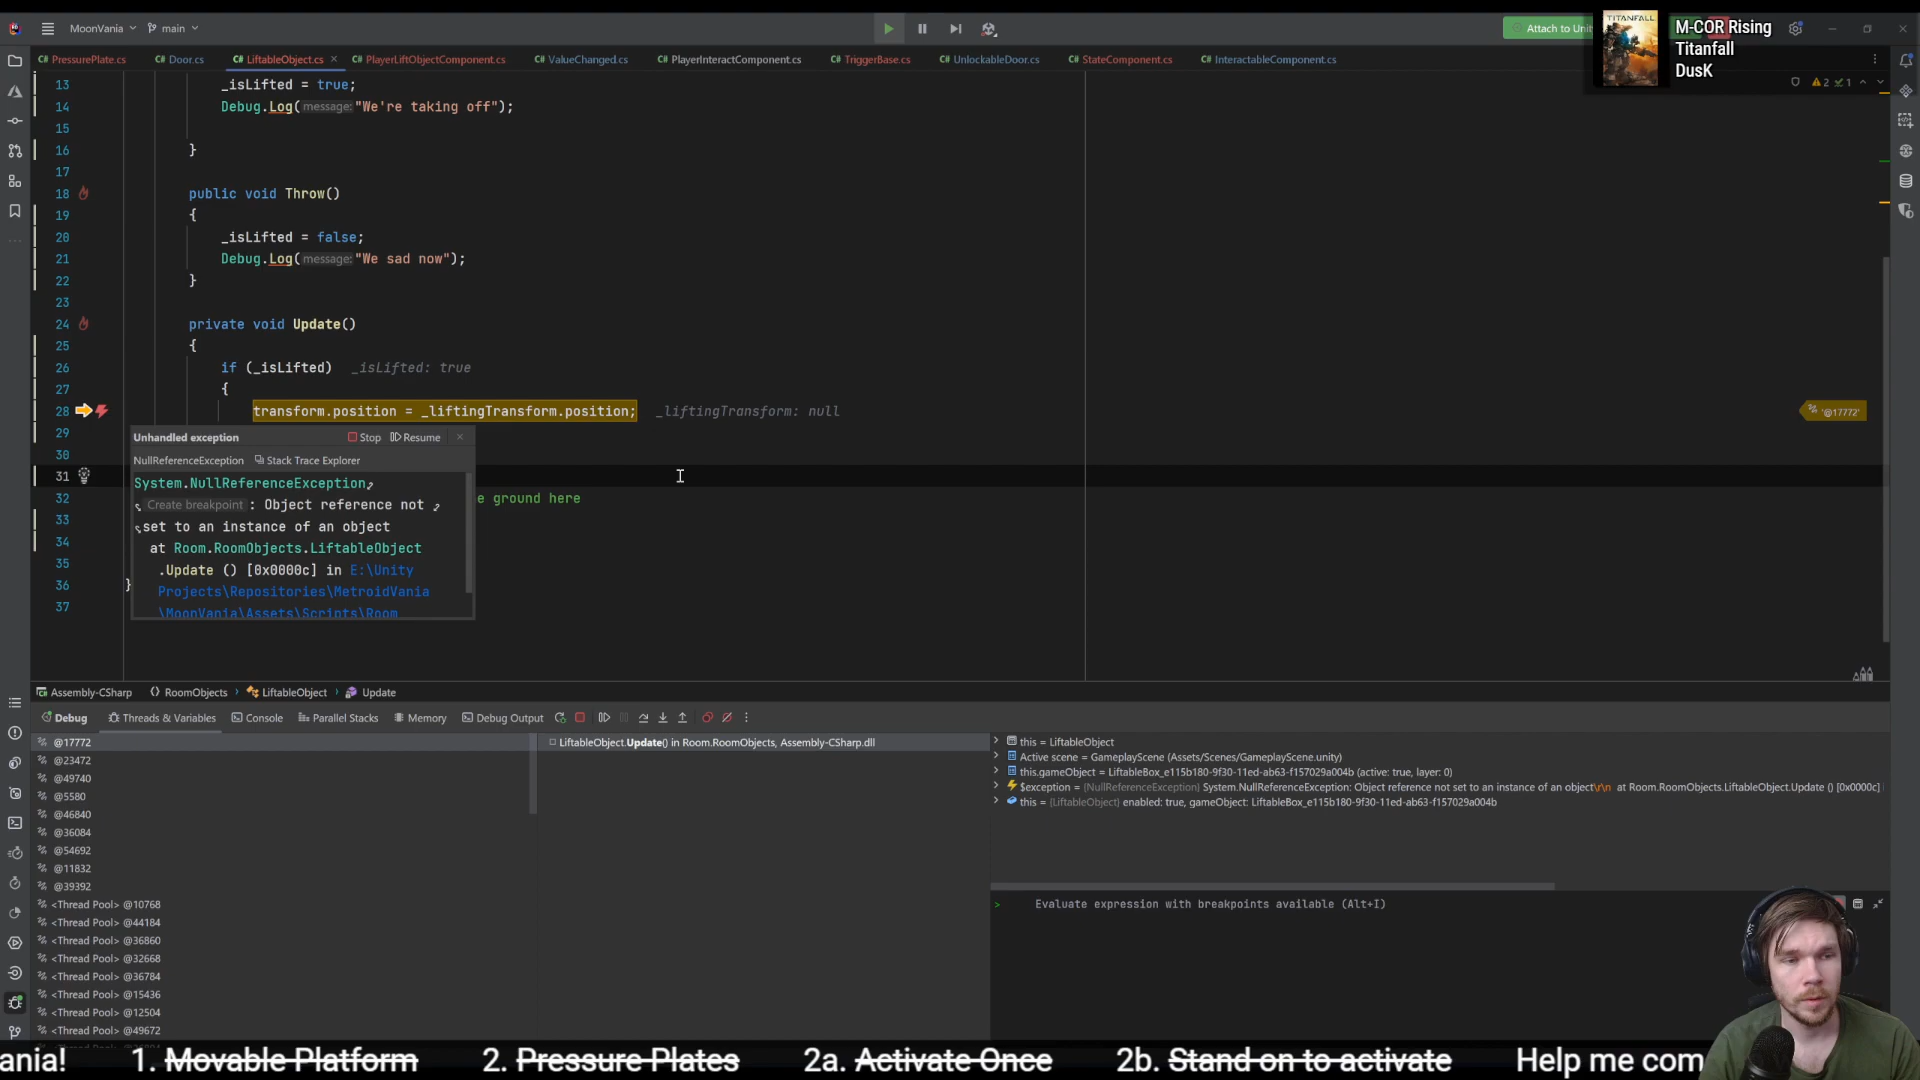 MoonVania
main
Attach to Unit
TITANFALL
M-COR Rising
Titanfall
DusK
C# PressurePlate.cs
C# Door.cs
C# LiftableObject.cs ×
C# PlayerLiftObjectComponent.cs
C# ValueChanged.cs
C# PlayerInteractComponent.cs
C# TriggerBase.cs
C# UnlockableDoor.cs
C# StateComponent.cs
C# InteractableComponent.cs
2 1
13 _isLifted = true;
14 Debug.Log(message:"We're taking off");
15
16 }
17
18 public void Throw()
19 {
20 _isLifted = false;
21 Debug.Log(message:"We sad now");
22 }
23
24 private void Update()
25 {
26 if (_isLifted) _isLifted: true
27 {
28 transform.position = _liftingTransform.position; _liftingTransform: null
'@17772'
29
30
31
32 e ground here
33
34
35
36 }
37
Unhandled exception Stop Resume ×
NullReferenceException Stack Trace Explorer
System.NullReferenceException
Create breakpoint : Object reference not
set to an instance of an object
at Room.RoomObjects.LiftableObject
.Update () [0x0000c] in E:\Unity
Projects\Repositories\MetroidVania
\MoonVania\Assets\Scripts\Room
Assembly-CSharp RoomObjects LiftableObject Update
Debug Threads & Variables Console Parallel Stacks Memory Debug Output
@17772
@23472
@49740
@5580
@46840
@36084
@54692
@11832
@39392
<Thread Pool> @10768
<Thread Pool> @44184
<Thread Pool> @36860
<Thread Pool> @32668
<Thread Pool> @36784
<Thread Pool> @15436
<Thread Pool> @12504
<Thread Pool> @49672
LiftableObject.Update() in Room.RoomObjects, Assembly-CSharp.dll
this = LiftableObject
Active scene = GameplayScene (Assets/Scenes/GameplayScene.unity)
this.gameObject = LiftableBox_e115b180-9f30-11ed-ab63-f157029a004b (active: true, layer: 0)
$exception = {NullReferenceException} System.NullReferenceException: Object reference not set to an instance of an object\r\n at Room.RoomObjects.LiftableObject.Update () [0x0000c]
this = {LiftableObject} enabled: true, gameObject: LiftableBox_e115b180-9f30-11ed-ab63-f157029a004b
> Evaluate expression with breakpoints available (Alt+I)
ania! 1. Movable Platform 2. Pressure Plates 2a. Activate Once 2b. Stand on to activate Help me com